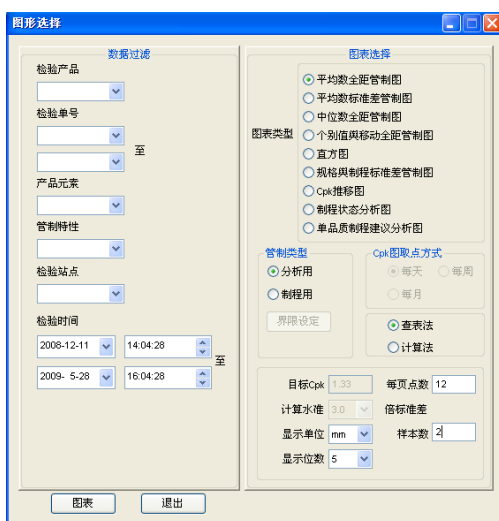 图形选择
数据过滤
检验产品
检验单号
至
产品元素
管制特性
检验站点
检验时间
2008-12-11 14:04:28
至
2009- 5-28 16:04:28
图表
退出
图表选择
图表类型
平均数全距管制图
平均数标准差管制图
中位数全距管制图
个别值與移动全距管制图
直方图
规格與制程标准差管制图
Cpk推移图
制程状态分析图
单品质制程建议分析图
管制类型
分析用
制程用
界限设定
Cpk图取点方式
每天 每周
每月
查表法
计算法
目标Cpk 1.33 每页点数 12
计算水准 3.0 倍标准差
显示单位 mm 样本数 2
显示位数 5